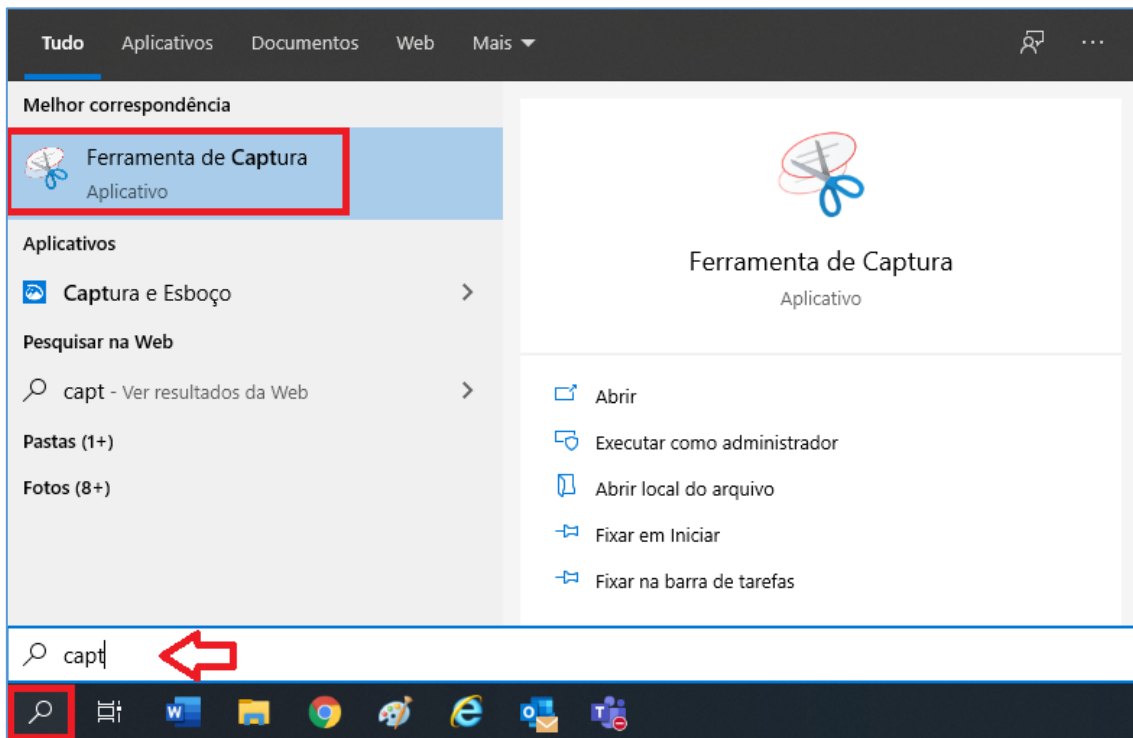 Tudo Aplicativos Documentos Web Mais
Melhor correspondência
Ferramenta de Captura
Aplicativo
Aplicativos
Captura e Esboço
Pesquisar na Web
capt - Ver resultados da Web
Pastas (1+)
Fotos (8+)
Ferramenta de Captura
Aplicativo
Abrir
Executar como administrador
Abrir local do arquivo
Fixar em Iniciar
Fixar na barra de tarefas
capt